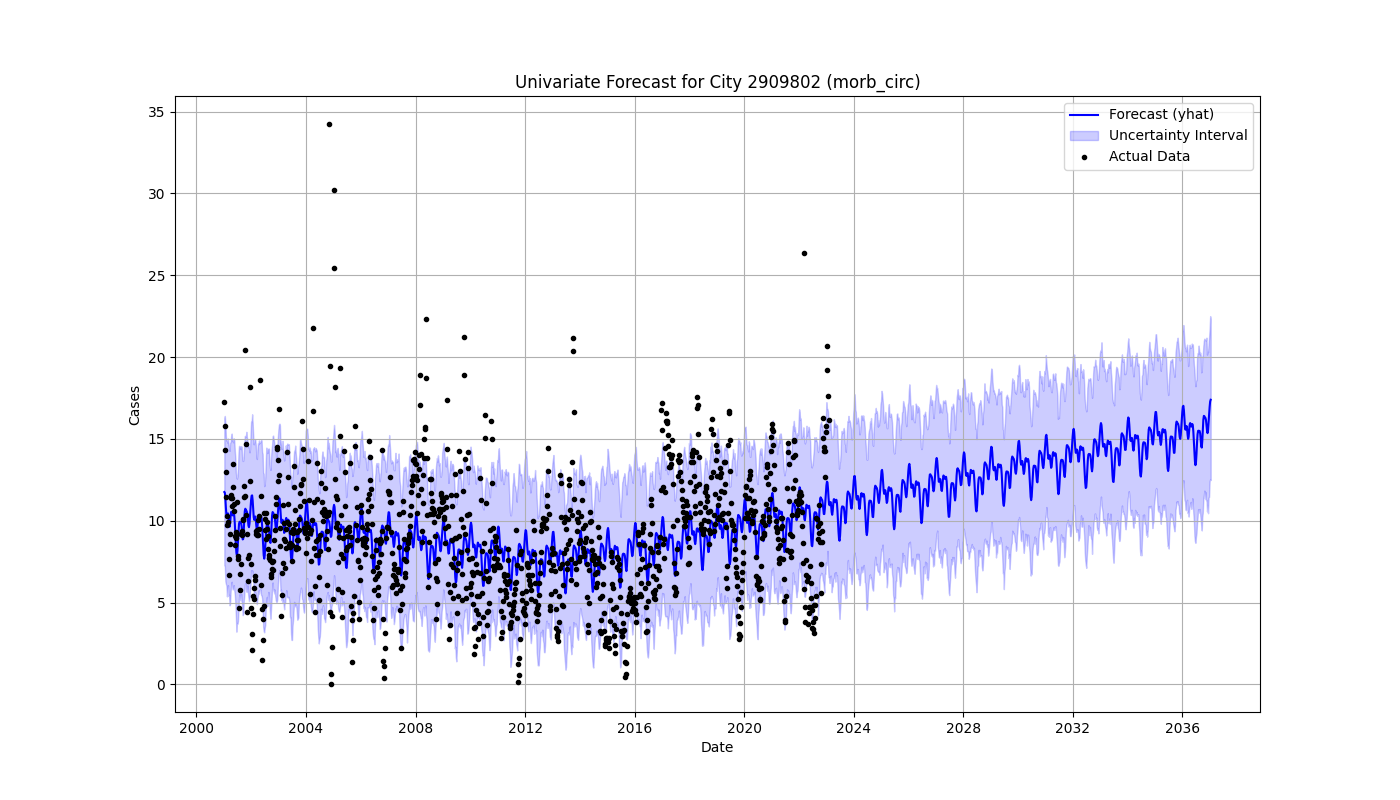 Univariate Forecast for City 2909802 (morb_circ)
Forecast (yhat)
Uncertainty Interval
Actual Data
Cases
35
30
25
20
15
10
5
0
2000 2004 2008 2012 2016 2020 2024 2028 2032 2036
Date